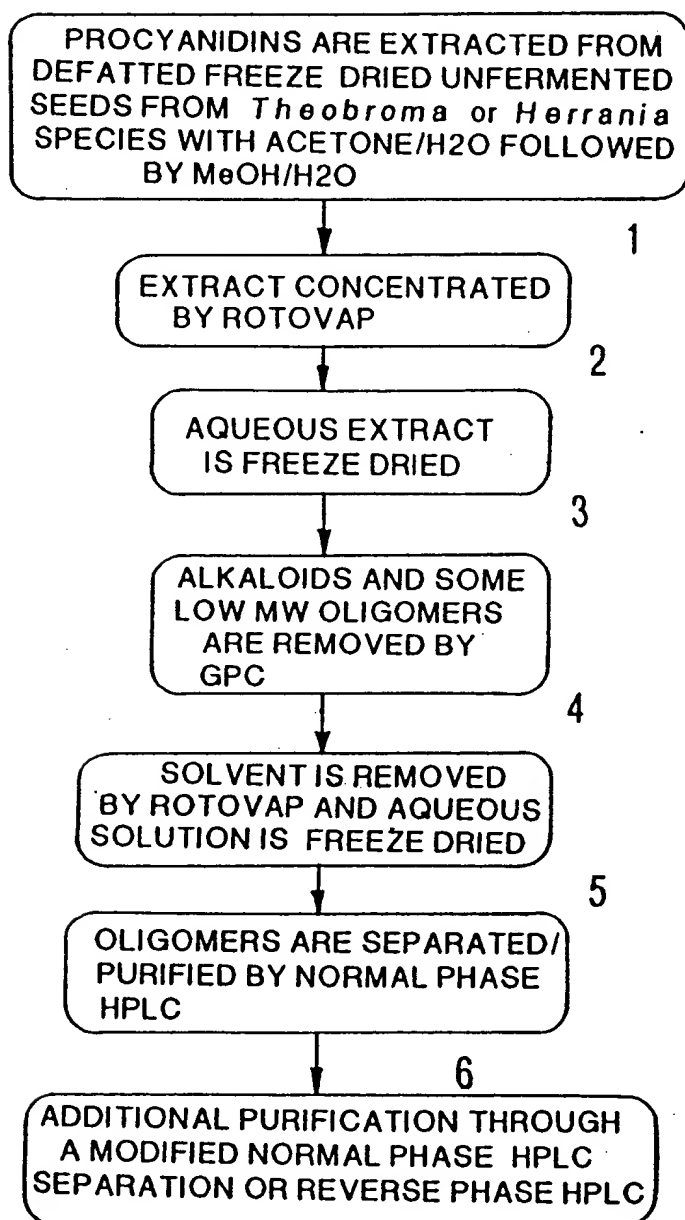 PROCYANIDINS ARE EXTRACTED FROM
DEFATTED FREEZE DRIED UNFERMENTED
SEEDS FROM Theobroma or Herrania
SPECIES WITH ACETONE/H2O FOLLOWED
BY MeOH/H2O
1
EXTRACT CONCENTRATED
BY ROTOVAP
2
AQUEOUS EXTRACT
IS FREEZE DRIED
3
ALKALOIDS AND SOME
LOW MW OLIGOMERS
ARE REMOVED BY
GPC
4
SOLVENT IS REMOVED
BY ROTOVAP AND AQUEOUS
SOLUTION IS FREEZE DRIED
5
OLIGOMERS ARE SEPARATED/
PURIFIED BY NORMAL PHASE
HPLC
6
ADDITIONAL PURIFICATION THROUGH
A MODIFIED NORMAL PHASE HPLC
SEPARATION OR REVERSE PHASE HPLC